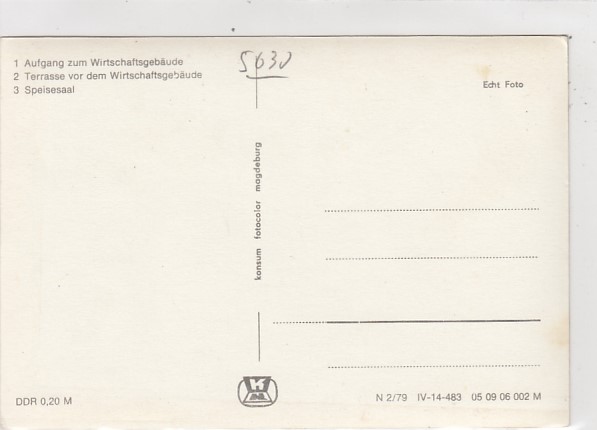 1 Aufgang zum Wirtschaftsgebäude
2 Terrasse vor dem Wirtschaftsgebäude
3 Speisesaal
Echt Foto
konsum fotocolor magdeburg
DDR 0,20 M
N 2/79 IV-14-483 05 09 06 002 M